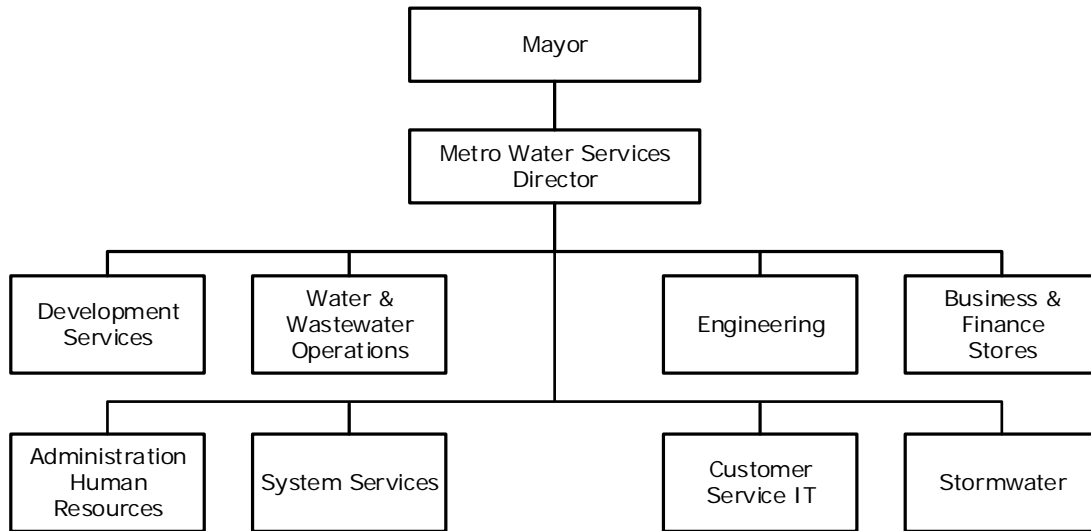 Mayor
Metro Water Services
Director
Development
Services
Water &
Wastewater
Operations
Engineering
Business &
Finance
Stores
Administration
Human
Resources
System Services
Customer
Service IT
Stormwater